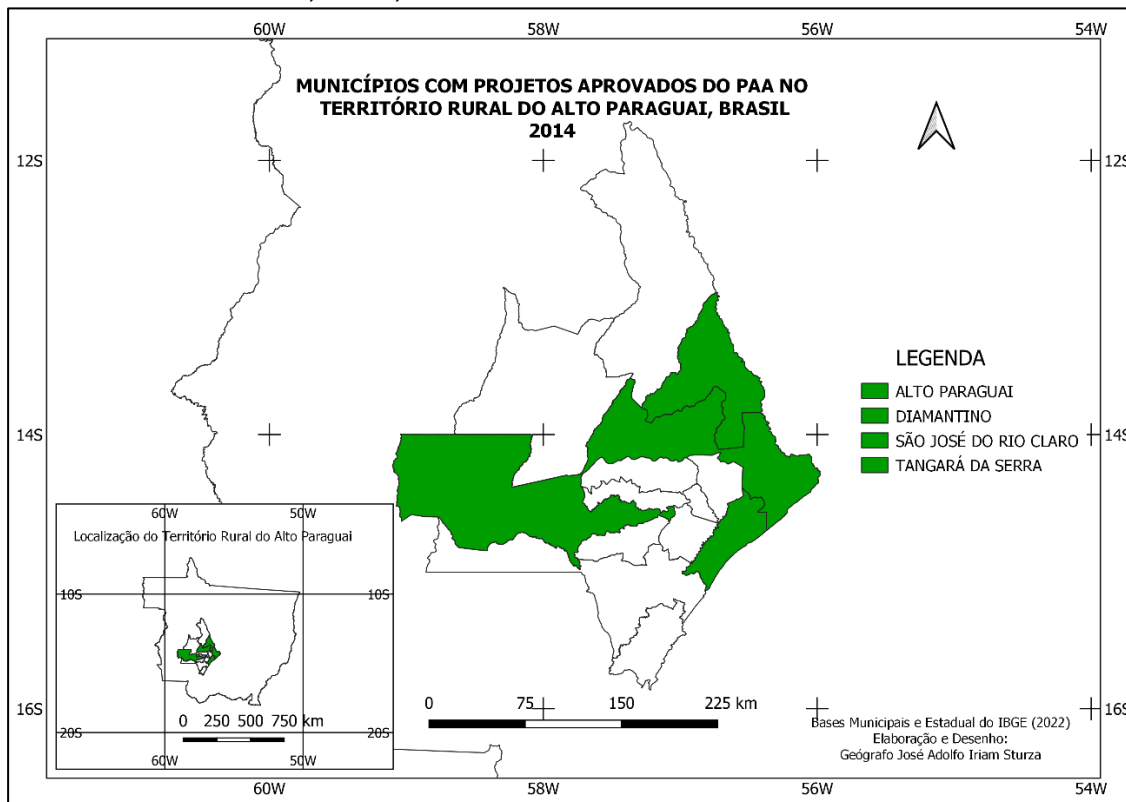 60W 58W 56W 54W
MUNICÍPIOS COM PROJETOS APROVADOS DO PAA NO
TERRITÓRIO RURAL DO ALTO PARAGUAI, BRASIL
2014
12S 12S
LEGENDA
ALTO PARAGUAI
DIAMANTINO
SÃO JOSÉ DO RIO CLARO
TANGARÁ DA SERRA
14S 14S
60W 50W
Localização do Território Rural do Alto Paraguai
10S 10S
0 250 500 750 km
20S 20S
60W 50W
0 75 150 225 km
16S 16S
Bases Municipais e Estadual do IBGE (2022)
Elaboração e Desenho:
Geógrafo José Adolfo Iriam Sturza
60W 58W 56W 54W